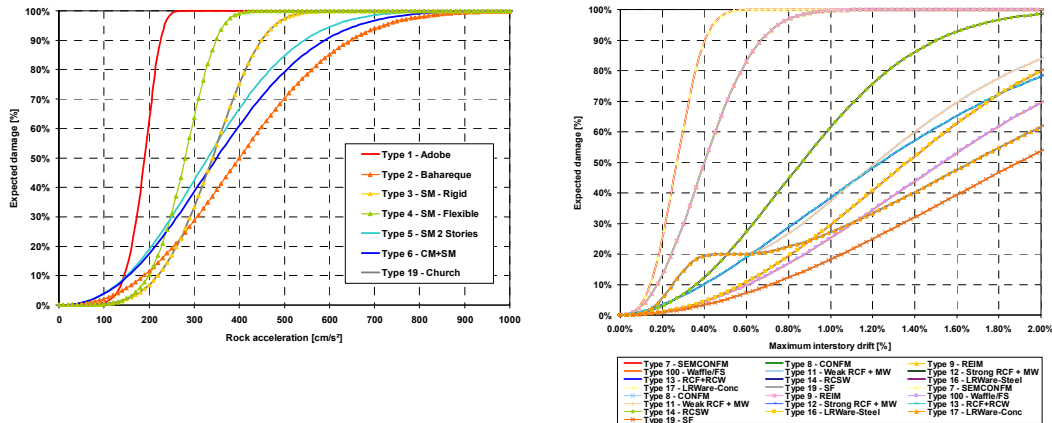 100%
90%
80%
70%
60%
50%
40%
30%
20%
10%
0%
Expected damage [%]
0 100 200 300 400 500 600 700 800 900 1000
Rock acceleration [cm/s²]
Type 1 - Adobe
Type 2 - Bahareque
Type 3 - SM - Rigid
Type 4 - SM - Flexible
Type 5 - SM 2 Stories
Type 6 - CM+SM
Type 19 - Church
100%
90%
80%
70%
60%
50%
40%
30%
20%
10%
0%
Expected damage [%]
0.00% 0.20% 0.40% 0.60% 0.80% 1.00% 1.20% 1.40% 1.60% 1.80% 2.00%
Maximum interstory drift [%]
Type 7 - SEMCONFM Type 8 - CONFM Type 9 - REIM
Type 100 - Waffle/FS Type 11 - Weak RCF + MW Type 12 - Strong RCF + MW
Type 13 - RCF+RCW Type 14 - RCSW Type 16 - LRWare-Steel
Type 17 - LRWare-Conc Type 19 - SF Type 7 - SEMCONFM
Type 8 - CONFM Type 9 - REIM Type 100 - Waffle/FS
Type 11 - Weak RCF + MW Type 12 - Strong RCF + MW Type 13 - RCF+RCW
Type 14 - RCSW Type 16 - LRWare-Steel Type 17 - LRWare-Conc
Type 19 - SF